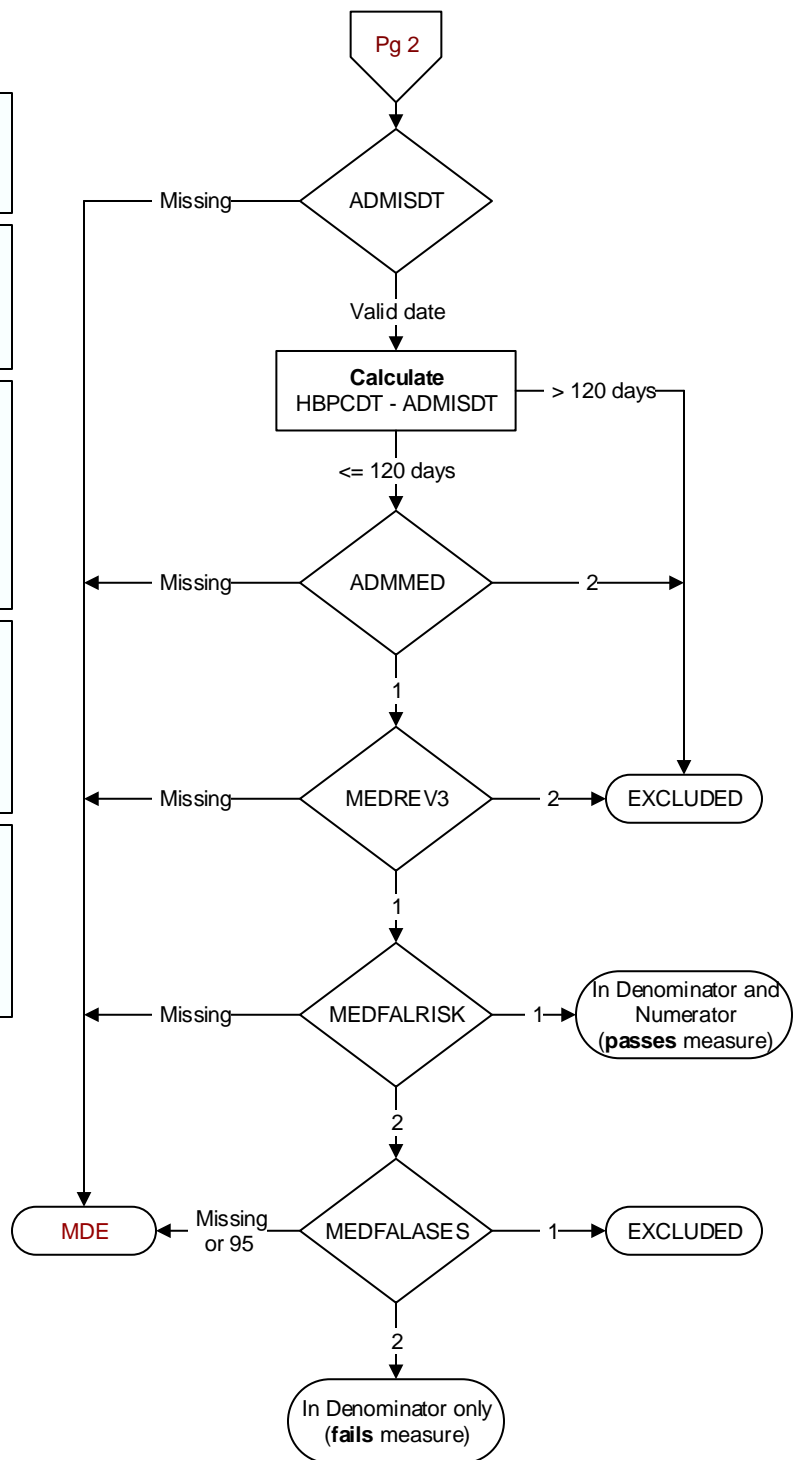 Pg 2
Missing
ADMISDT
Valid date
Calculate
HBPCDT - ADMISDT
> 120 days
<= 120 days
Missing
ADMMED
2
1
Missing
MEDREV3
2
EXCLUDED
1
Missing
MEDFALRISK
1
In Denominator and
Numerator
(passes measure)
2
MDE
Missing
or 95
MEDFALASES
1
EXCLUDED
2
In Denominator only
(fails measure)